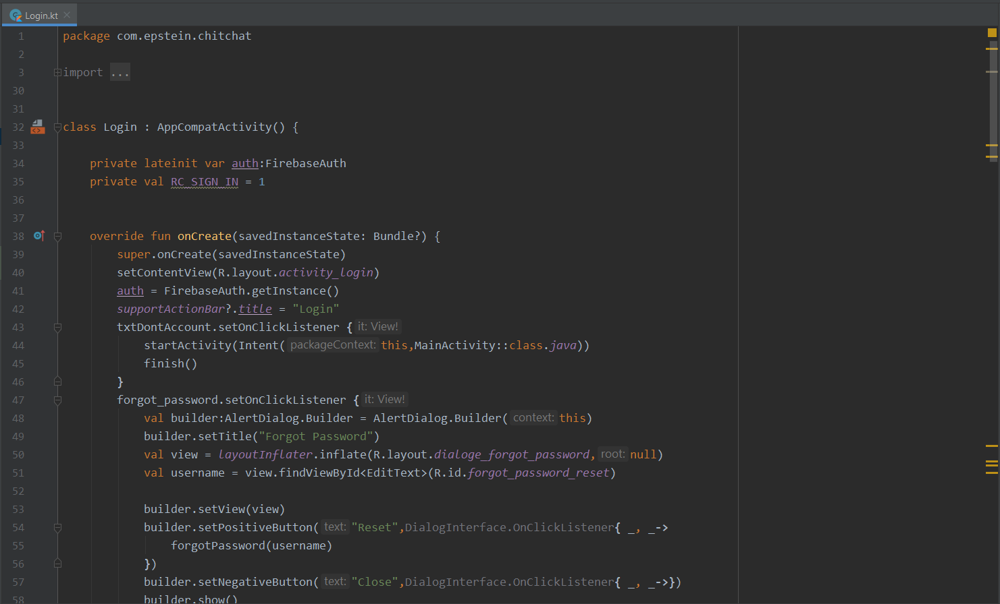 Login.kt
1 package com.epstein.chitchat
2
3 import ...
30
31
32 class Login : AppCompatActivity() {
33
34 private lateinit var auth:FirebaseAuth
35 private val RC_SIGN_IN = 1
36
37
38 override fun onCreate(savedInstanceState: Bundle?) {
39 super.onCreate(savedInstanceState)
40 setContentView(R.layout.activity_login)
41 auth = FirebaseAuth.getInstance()
42 supportActionBar?.title = "Login"
43 txtDontAccount.setOnClickListener { it: View!
44 startActivity(Intent( packageContext: this,MainActivity::class.java))
45 finish()
46 }
47 forgot_password.setOnClickListener { it: View!
48 val builder:AlertDialog.Builder = AlertDialog.Builder( context: this)
49 builder.setTitle("Forgot Password")
50 val view = layoutInflater.inflate(R.layout.dialoge_forgot_password, root: null)
51 val username = view.findViewById<EditText>(R.id.forgot_password_reset)
52
53 builder.setView(view)
54 builder.setPositiveButton( text: "Reset",DialogInterface.OnClickListener{ _, _->
55 forgotPassword(username)
56 })
57 builder.setNegativeButton( text: "Close",DialogInterface.OnClickListener{ _, _->})
58 builder.show()